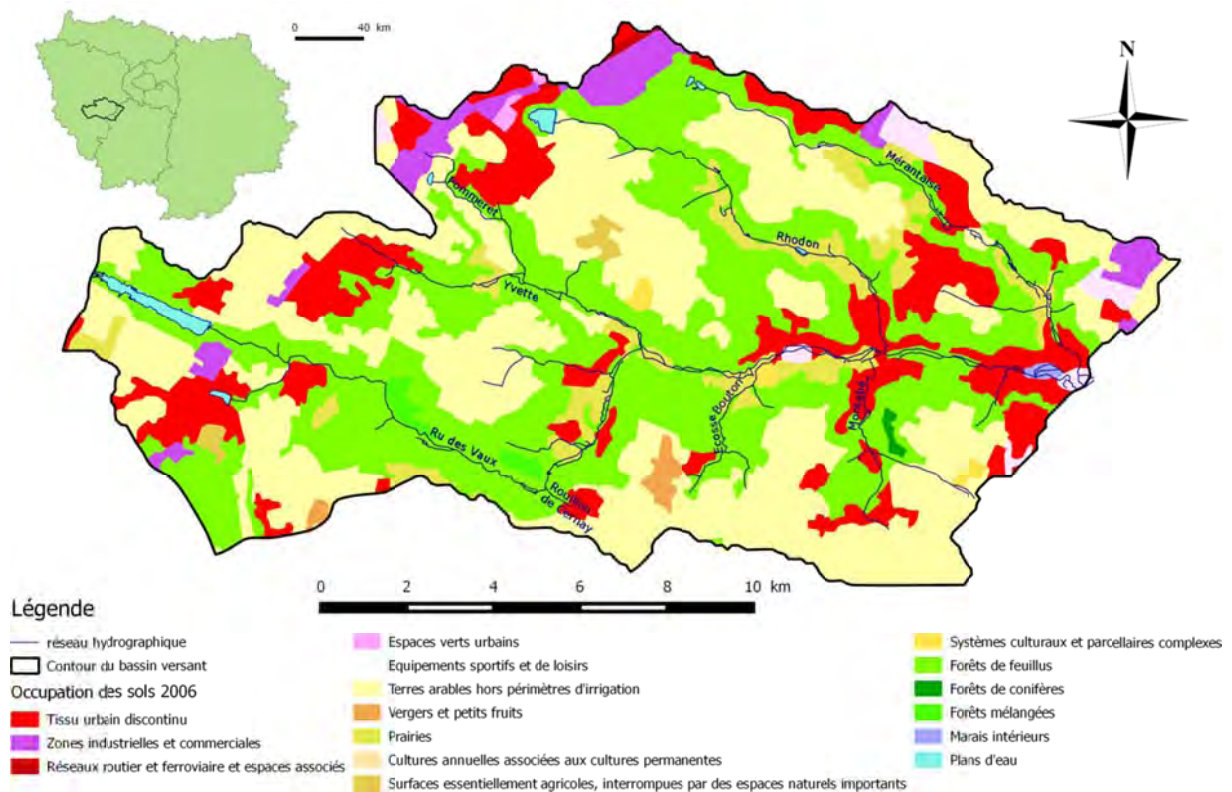 0 40 km
N
Mérantaise
Pommeret
Rhodon
Yvette
Ecosse Bouton
Montabé
Ru des Vaux
Rouillon
de Cernay
0 2 4 6 8 10 km
Légende
réseau hydrographique
Contour du bassin versant
Occupation des sols 2006
Tissu urbain discontinu
Zones industrielles et commerciales
Réseaux routier et ferroviaire et espaces associés
Espaces verts urbains
Equipements sportifs et de loisirs
Terres arables hors périmètres d'irrigation
Vergers et petits fruits
Prairies
Cultures annuelles associées aux cultures permanentes
Surfaces essentiellement agricoles, interrompues par des espaces naturels importants
Systèmes culturaux et parcellaires complexes
Forêts de feuillus
Forêts de conifères
Forêts mélangées
Marais intérieurs
Plans d'eau